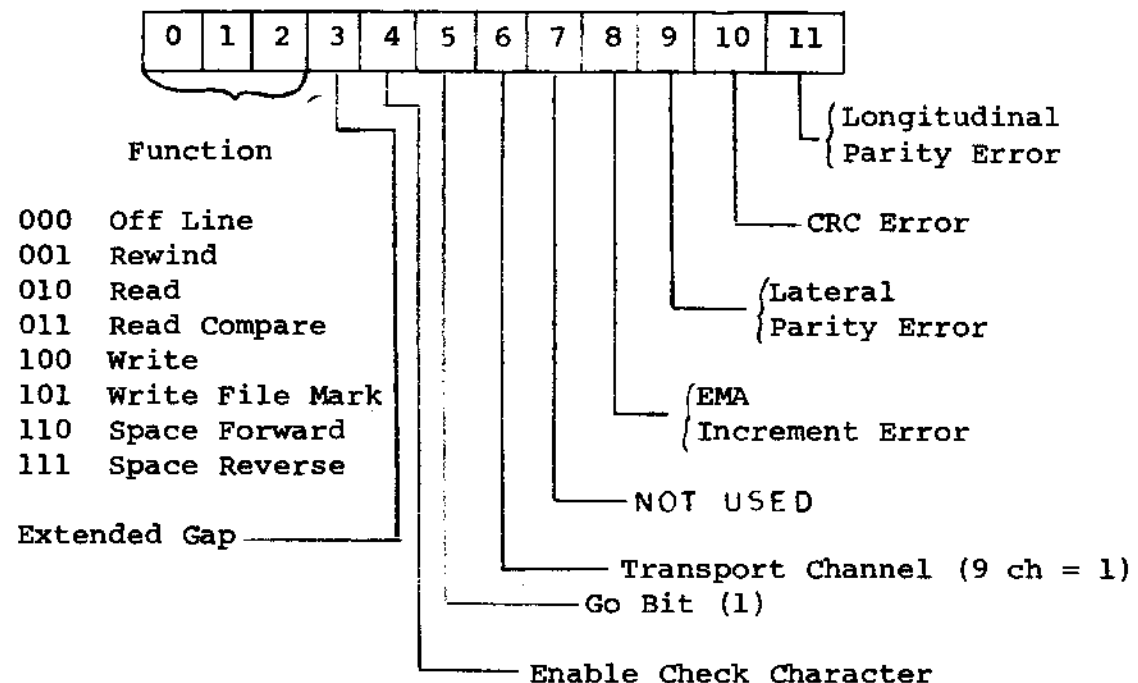 0 1 2 3 4 5 6 7 8 9 10 11
Function
000 Off Line
001 Rewind
010 Read
011 Read Compare
100 Write
101 Write File Mark
110 Space Forward
111 Space Reverse
Extended Gap
Longitudinal
Parity Error
CRC Error
Lateral
Parity Error
EMA
Increment Error
NOT USED
Transport Channel (9 ch = 1)
Go Bit (1)
Enable Check Character